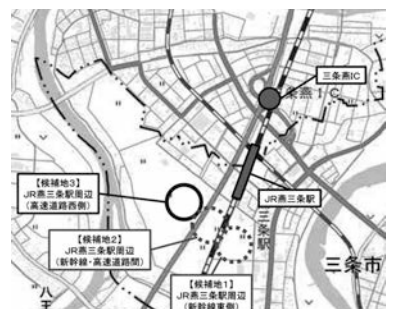 三条燕IC
条燕IC
JR燕三条駅
【候補地3】
JR燕三条駅周辺
(高速道路西側)
三条駅
【候補地2】
JR燕三条駅周辺
(新幹線・高速道路間)
三条市
【候補地1】
JR燕三条駅周辺
(新幹線東側)
八王